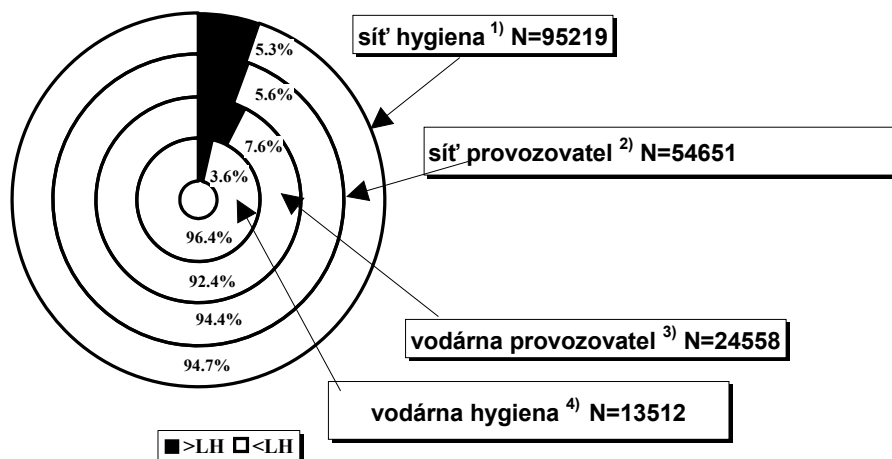 síť hygiena 1) N=95219
5.3%
5.6%
síť provozovatel 2) N=54651
7.6%
3.6%
96.4%
92.4%
94.4%
vodárna provozovatel 3) N=24558
94.7%
vodárna hygiena 4) N=13512
>LH <LH